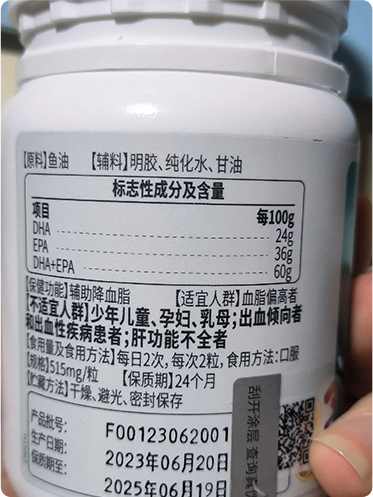 【原料】鱼油 【辅料】明胶、纯化水、甘油
标志性成分及含量
项目 每100g
DHA 24g
EPA 36g
DHA+EPA 60g
【保健功能】辅助降血脂 【适宜人群】血脂偏高者
【不适宜人群】少年儿童、孕妇、乳母;出血倾向者
和出血性疾病患者;肝功能不全者
【食用量及食用方法】每日2次,每次2粒,食用方法:口服
【规格】515mg/粒 【保质期】24个月
【贮藏方法】干燥、避光、密封保存
产品批号: F00123062001
生产日期: 2023年06月20日
保质期至: 2025年06月19日
刮开涂层 查询真